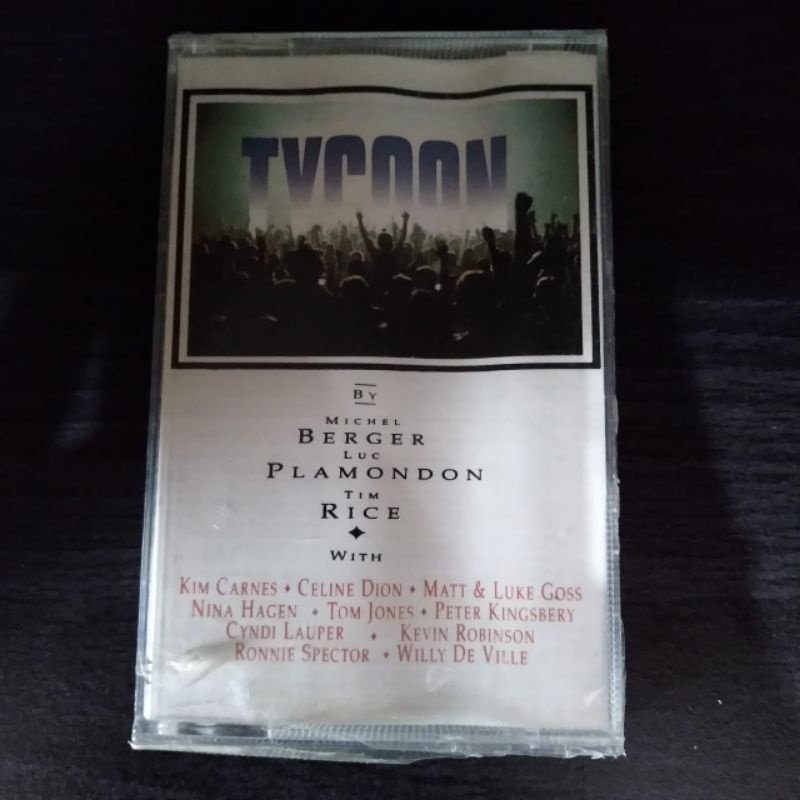 TYCOON
BY
MICHEL
BERGER
LUC
PLAMONDON
TIM
RICE
WITH
KIM CARNES • CELINE DION • MATT & LUKE GOSS
NINA HAGEN • TOM JONES • PETER KINGSBERY
CYNDI LAUPER • KEVIN ROBINSON
RONNIE SPECTOR • WILLY DE VILLE